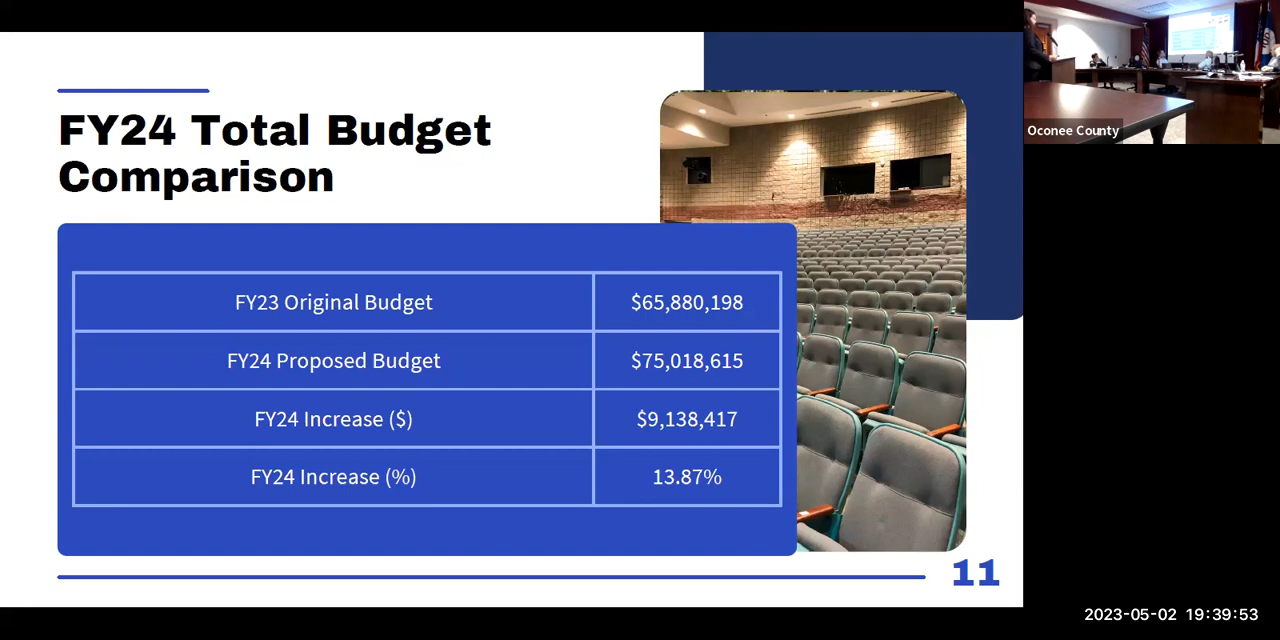 FY24 Total Budget
Comparison
FY23 Original Budget $65,880,198
FY24 Proposed Budget $75,018,615
FY24 Increase ($) $9,138,417
FY24 Increase (%) 13.87%
11
Oconee County
2023-05-02 19:39:53